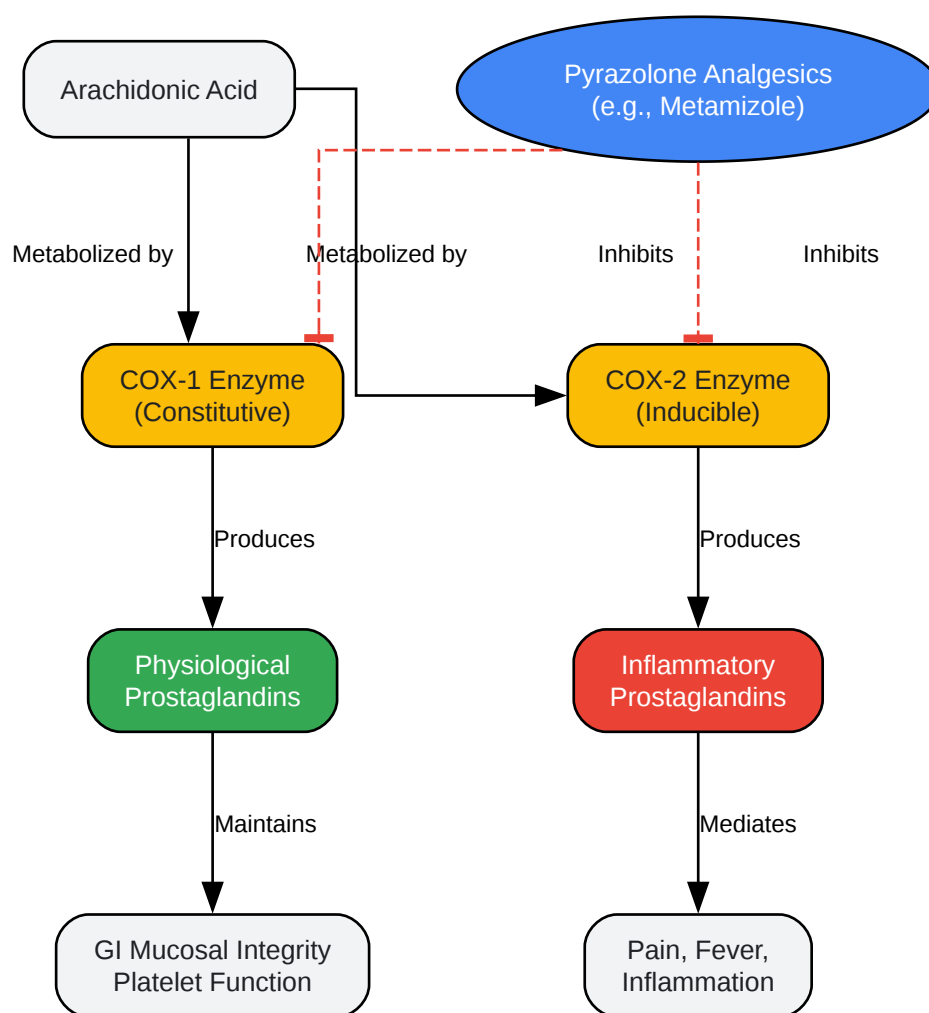 Arachidonic Acid
Pyrazolone Analgesics
(e.g., Metamizole)
Metabolized by
Metabolized by
Inhibits
Inhibits
COX-1 Enzyme
(Constitutive)
COX-2 Enzyme
(Inducible)
Produces
Produces
Physiological
Prostaglandins
Inflammatory
Prostaglandins
Maintains
Mediates
GI Mucosal Integrity
Platelet Function
Pain, Fever,
Inflammation